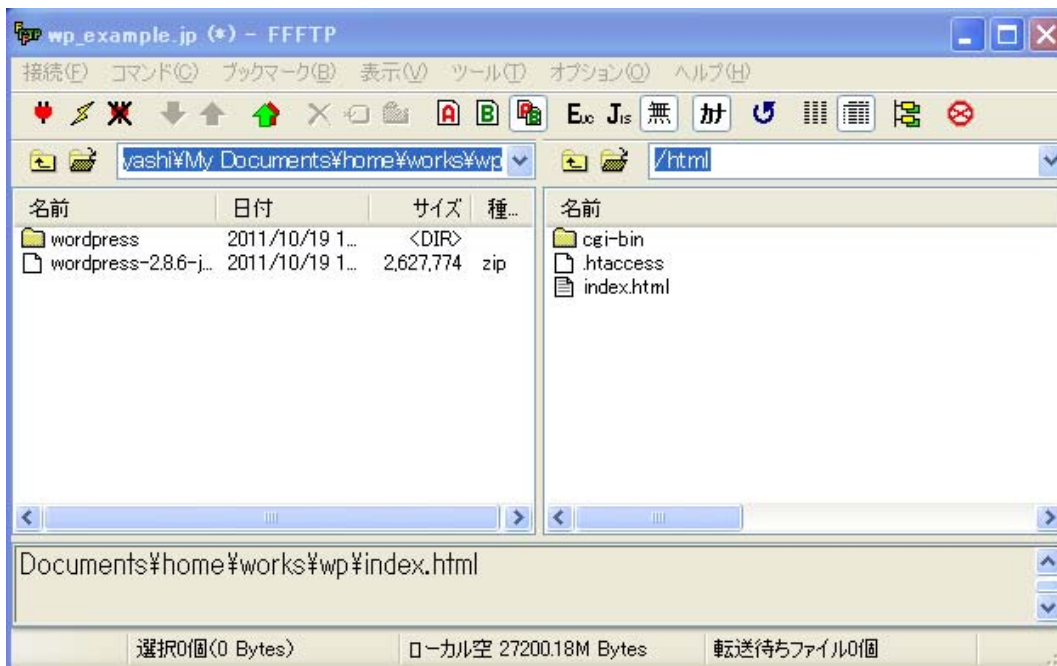 wp_example.jp (*) - FFFTP
接続(F) コマンド(C) ブックマーク(B) 表示(V) ツール(T) オプション(O) ヘルプ(H)
A B Euc Jis 無 カナ
yashi¥My Documents¥home¥works¥wp /html
名前 日付 サイズ 種... 名前
wordpress 2011/10/19 1... <DIR> cgi-bin
wordpress-2.8.6-j... 2011/10/19 1... 2,627,774 zip .htaccess
index.html
Documents¥home¥works¥wp¥index.html
選択0個(0 Bytes) ローカル空 27200.18M Bytes 転送待ちファイル0個